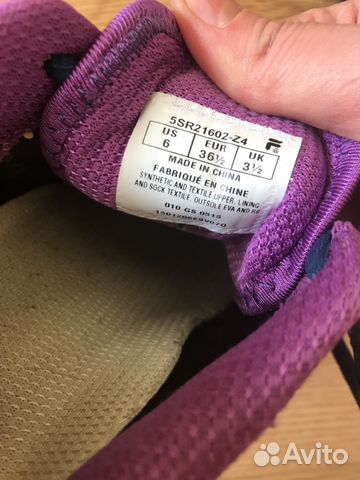 5SR21602-Z4
US EUR UK
6 36½ 3½
MADE IN CHINA
FABRIQUÉ EN CHINE
SYNTHETIC AND TEXTILE UPPER, LINING
AND SOCK TEXTILE. OUTSOLE EVA AND RB
010 GS 0515
Avito